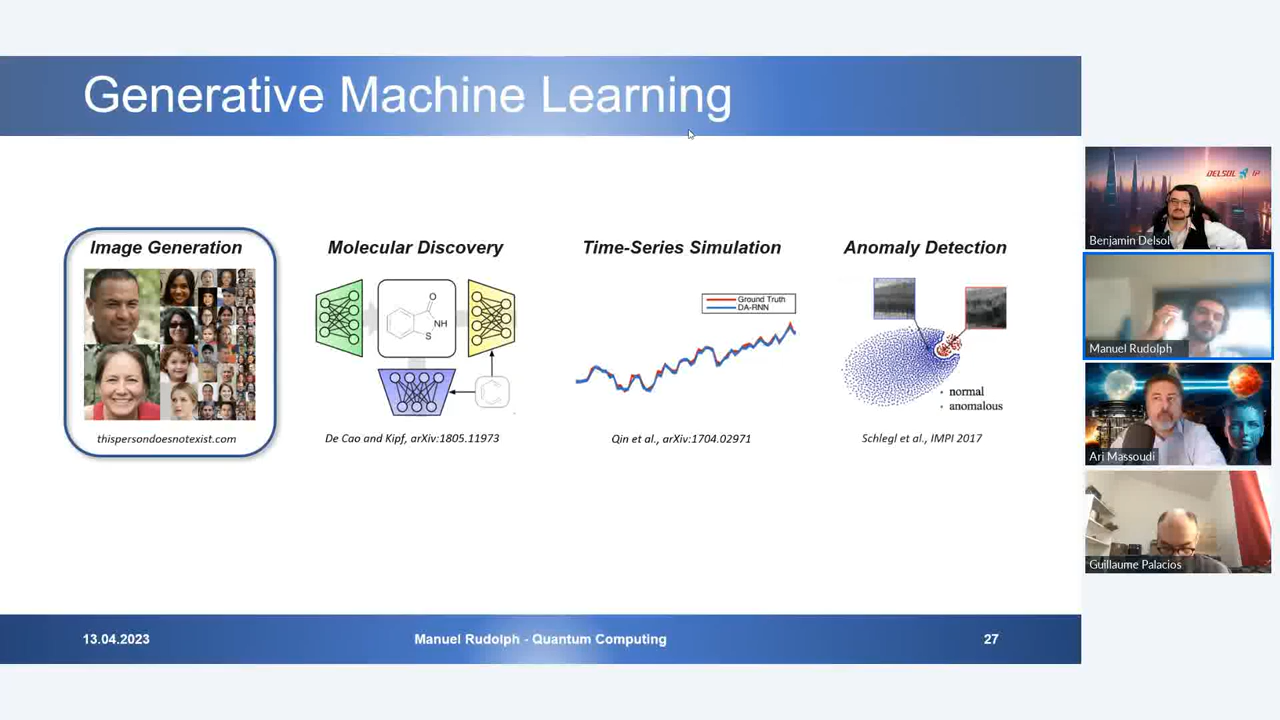 Generative Machine Learning
Image Generation
thispersondoesnotexist.com
Molecular Discovery
O
NH
S
De Cao and Kipf, arXiv:1805.11973
Time-Series Simulation
Ground Truth
DA-RNN
Qin et al., arXiv:1704.02971
Anomaly Detection
normal
anomalous
Schlegl et al., IMPI 2017
13.04.2023
Manuel Rudolph - Quantum Computing
27
DELSOL IP
Benjamin Delsol
Manuel Rudolph
Ari Massoudi
Guillaume Palacios